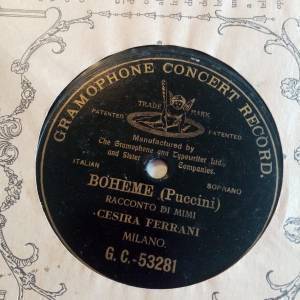 GRAMOPHONE CONCERT RECORD.
TRADE MARK
PATENTED PATENTED
Manufactured by
The Gramophone and Typewriter Ltd.,
and Sister Companies.
ITALIAN SOPRANO
BOHEME (Puccini)
RACCONTO DI MIMI
CESIRA FERRANI
MILANO.
G.C.-53281